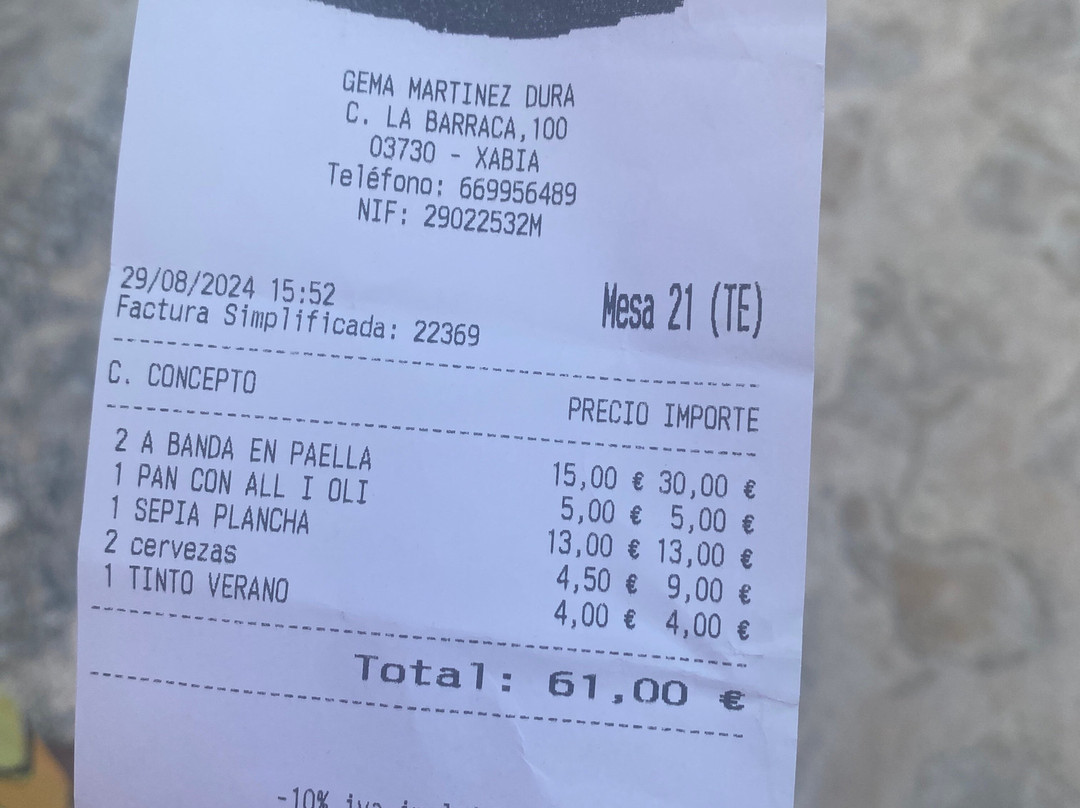 GEMA MARTINEZ DURA
C. LA BARRACA,100
03730 - XABIA
Teléfono: 669956489
NIF: 29022532M
29/08/2024 15:52
Mesa 21 (TE)
Factura Simplificada: 22369
C. CONCEPTO PRECIO IMPORTE
2 A BANDA EN PAELLA 15,00 € 30,00 €
1 PAN CON ALL I OLI 5,00 € 5,00 €
1 SEPIA PLANCHA 13,00 € 13,00 €
2 cervezas 4,50 € 9,00 €
1 TINTO VERANO 4,00 € 4,00 €
Total: 61,00 €
-10% iva